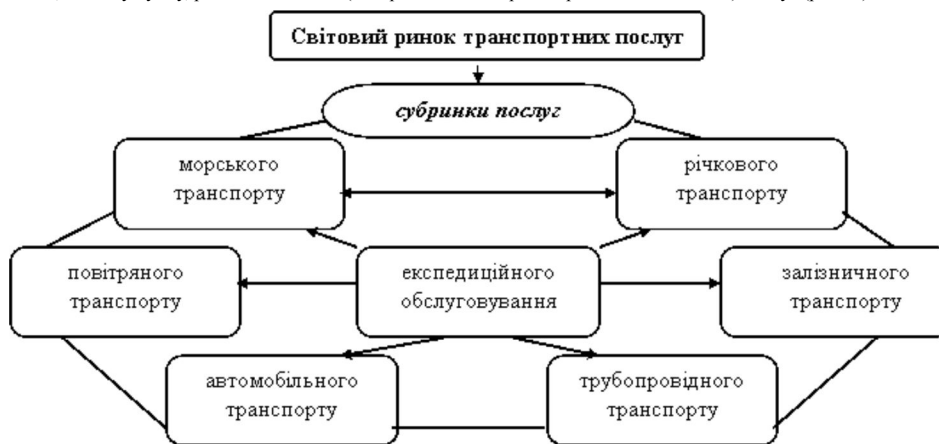 Світовий ринок транспортних послуг
субринки послуг
морського
транспорту
річкового
транспорту
повітряного
транспорту
експедиційного
обслуговування
залізничного
транспорту
автомобільного
транспорту
трубопровідного
транспорту